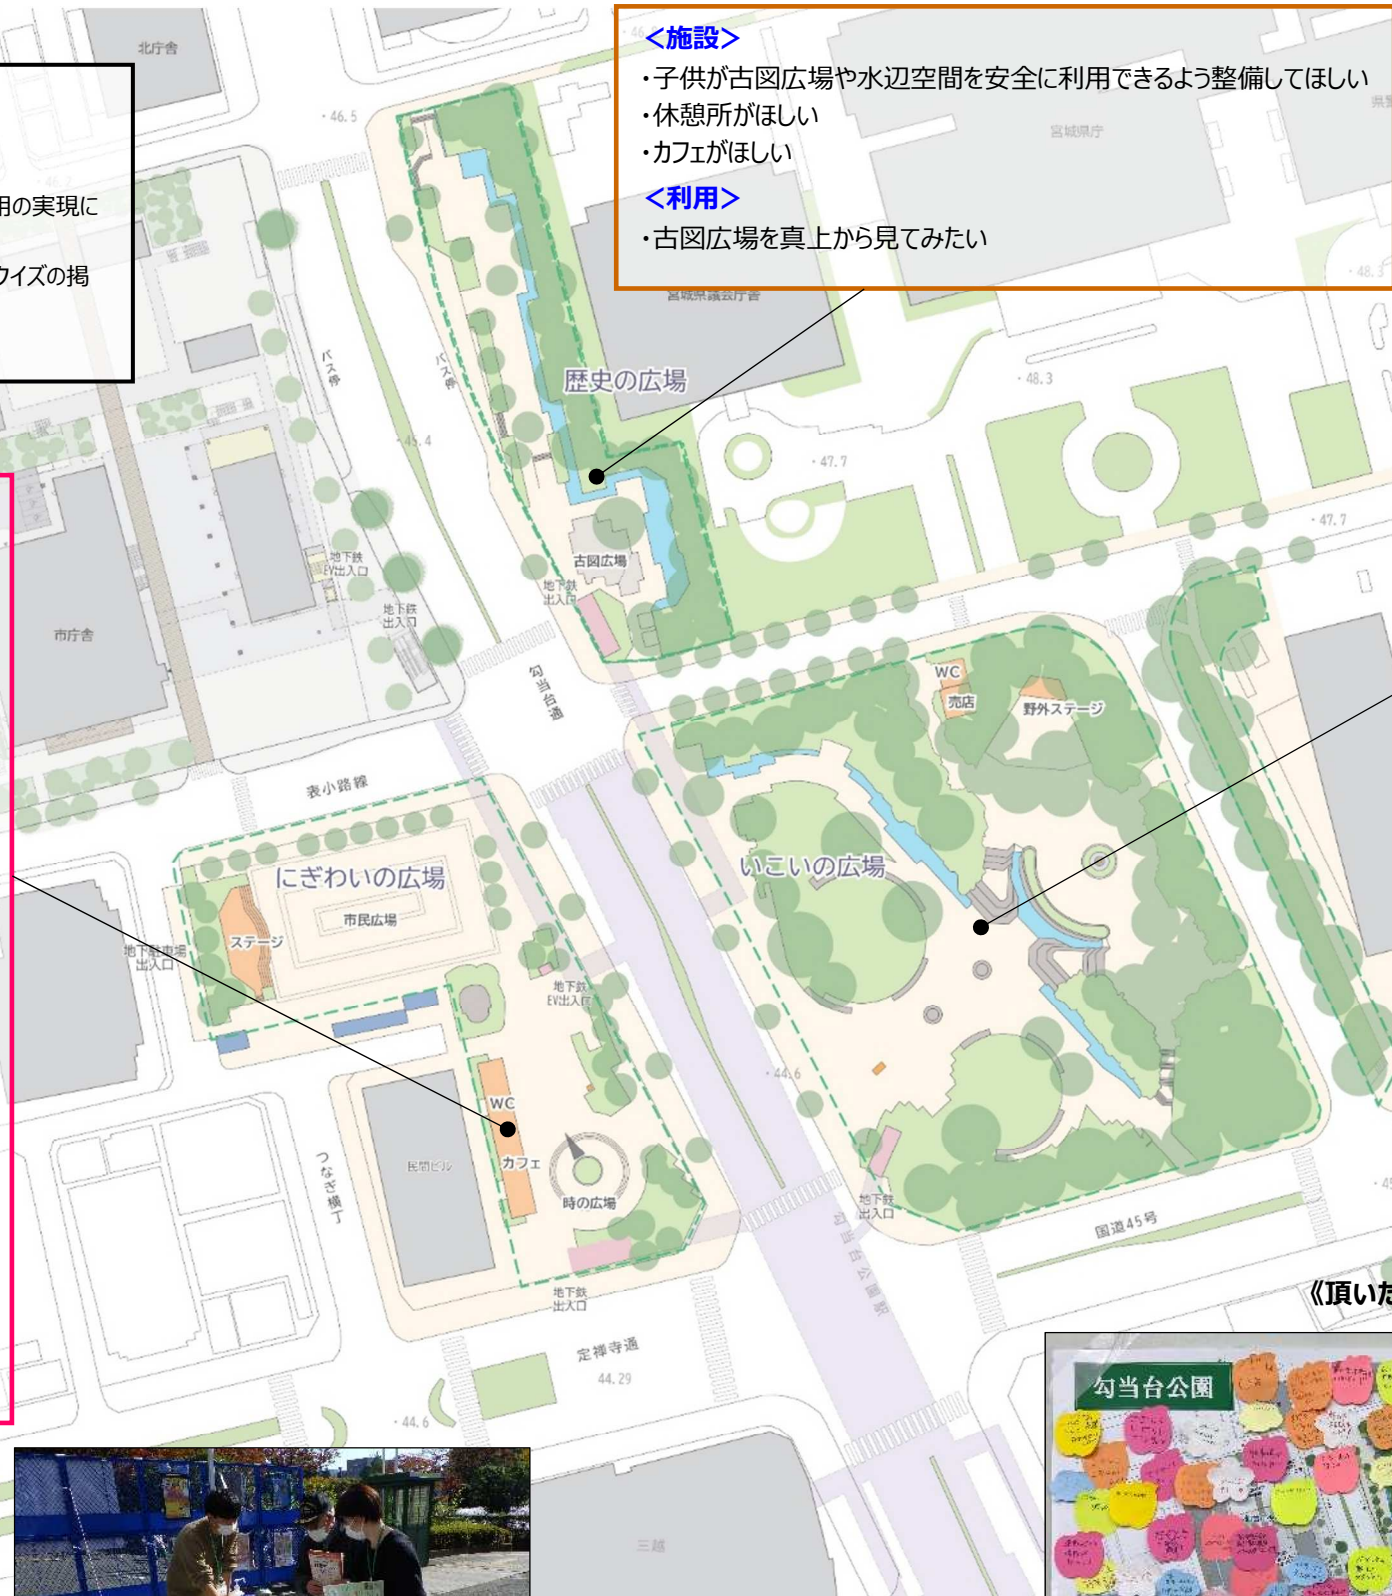 北庁舎
・46.5
<施設>
・子供が古図広場や水辺空間を安全に利用できるよう整備してほしい
・休憩所がほしい
・カフェがほしい
<利用>
・古図広場を真上から見てみたい
宮城県庁
用の実現に
クイズの掲
宮城県議会庁舎
・48.3
バス停
バス停
歴史の広場
・48.3
・45.4
・47.7
・47.7
古図広場
地下鉄
EV出入口
地下鉄
出入口
地下鉄
出入口
市庁舎
勾当台通
WC
売店
野外ステージ
表小路線
にぎわいの広場
いこいの広場
市民広場
ステージ
地下駐車場
出入口
地下鉄
EV出入口
・44.6
WC
カフェ
民間ビル
つなぎ横丁
時の広場
地下鉄
出入口
国道45号
勾当台公園駅
地下鉄
出入口
定禅寺通
44.29
・44.6
三越
《頂いた
勾当台公園